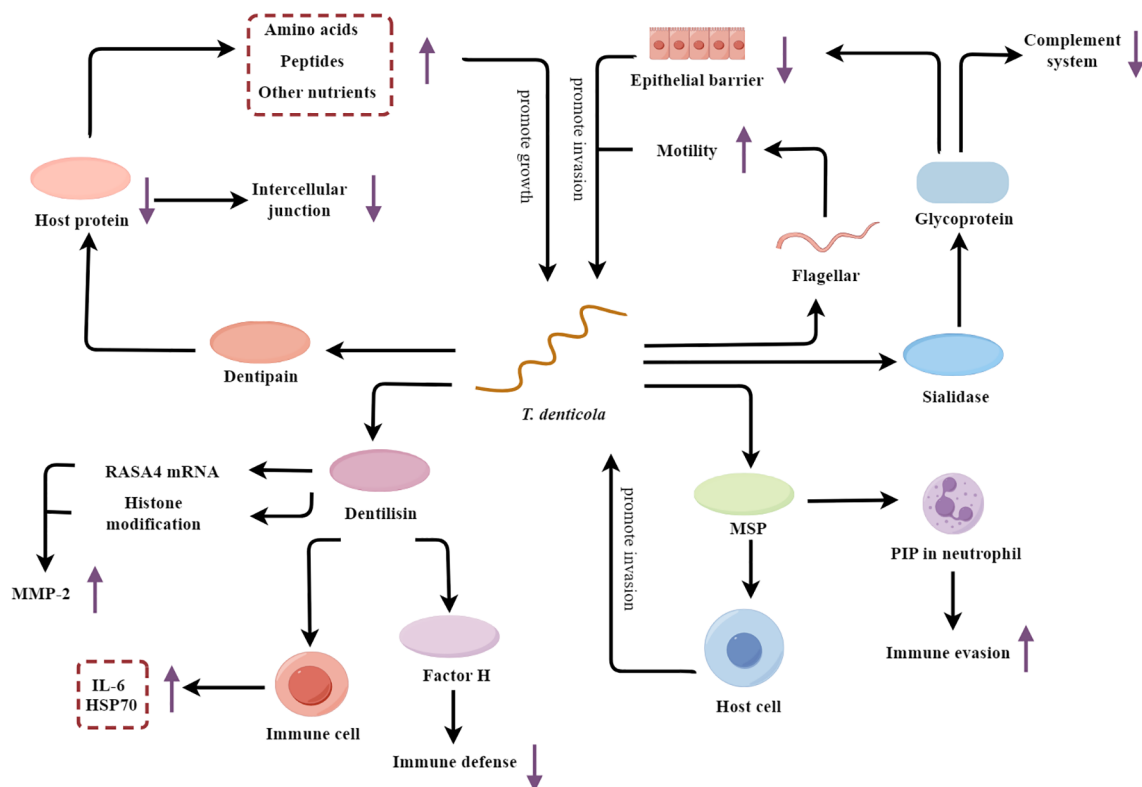 Amino acids
Peptides
Other nutrients
promote growth
promote invasion
Epithelial barrier
Complement
system
Motility
Host protein
Intercellular
junction
Glycoprotein
Flagellar
Dentipain
T. denticola
Sialidase
RASA4 mRNA
Histone
modification
Dentilisin
MSP
PIP in neutrophil
MMP-2
promote invasion
IL-6
HSP70
Immune cell
Factor H
Host cell
Immune evasion
Immune defense